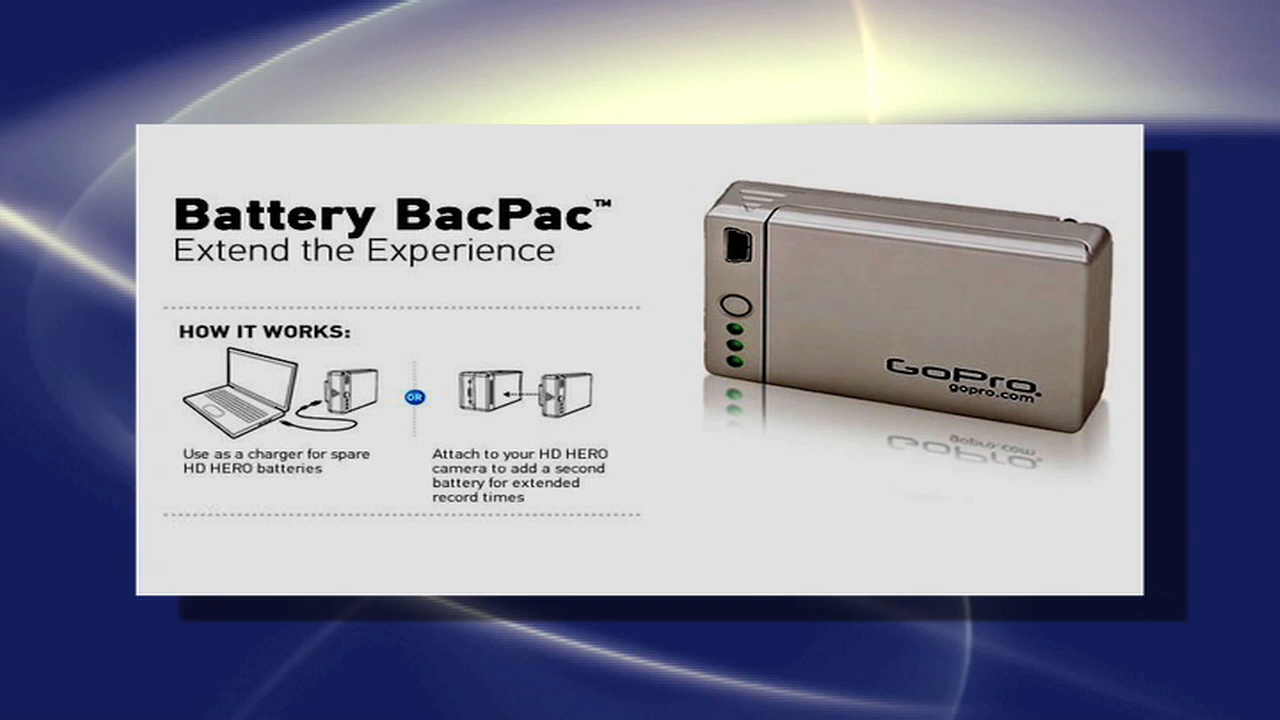 Battery BacPac™
Extend the Experience
HOW IT WORKS:
OR
Use as a charger for spare
HD HERO batteries
Attach to your HD HERO
camera to add a second
battery for extended
record times
GoPro
gopro.com